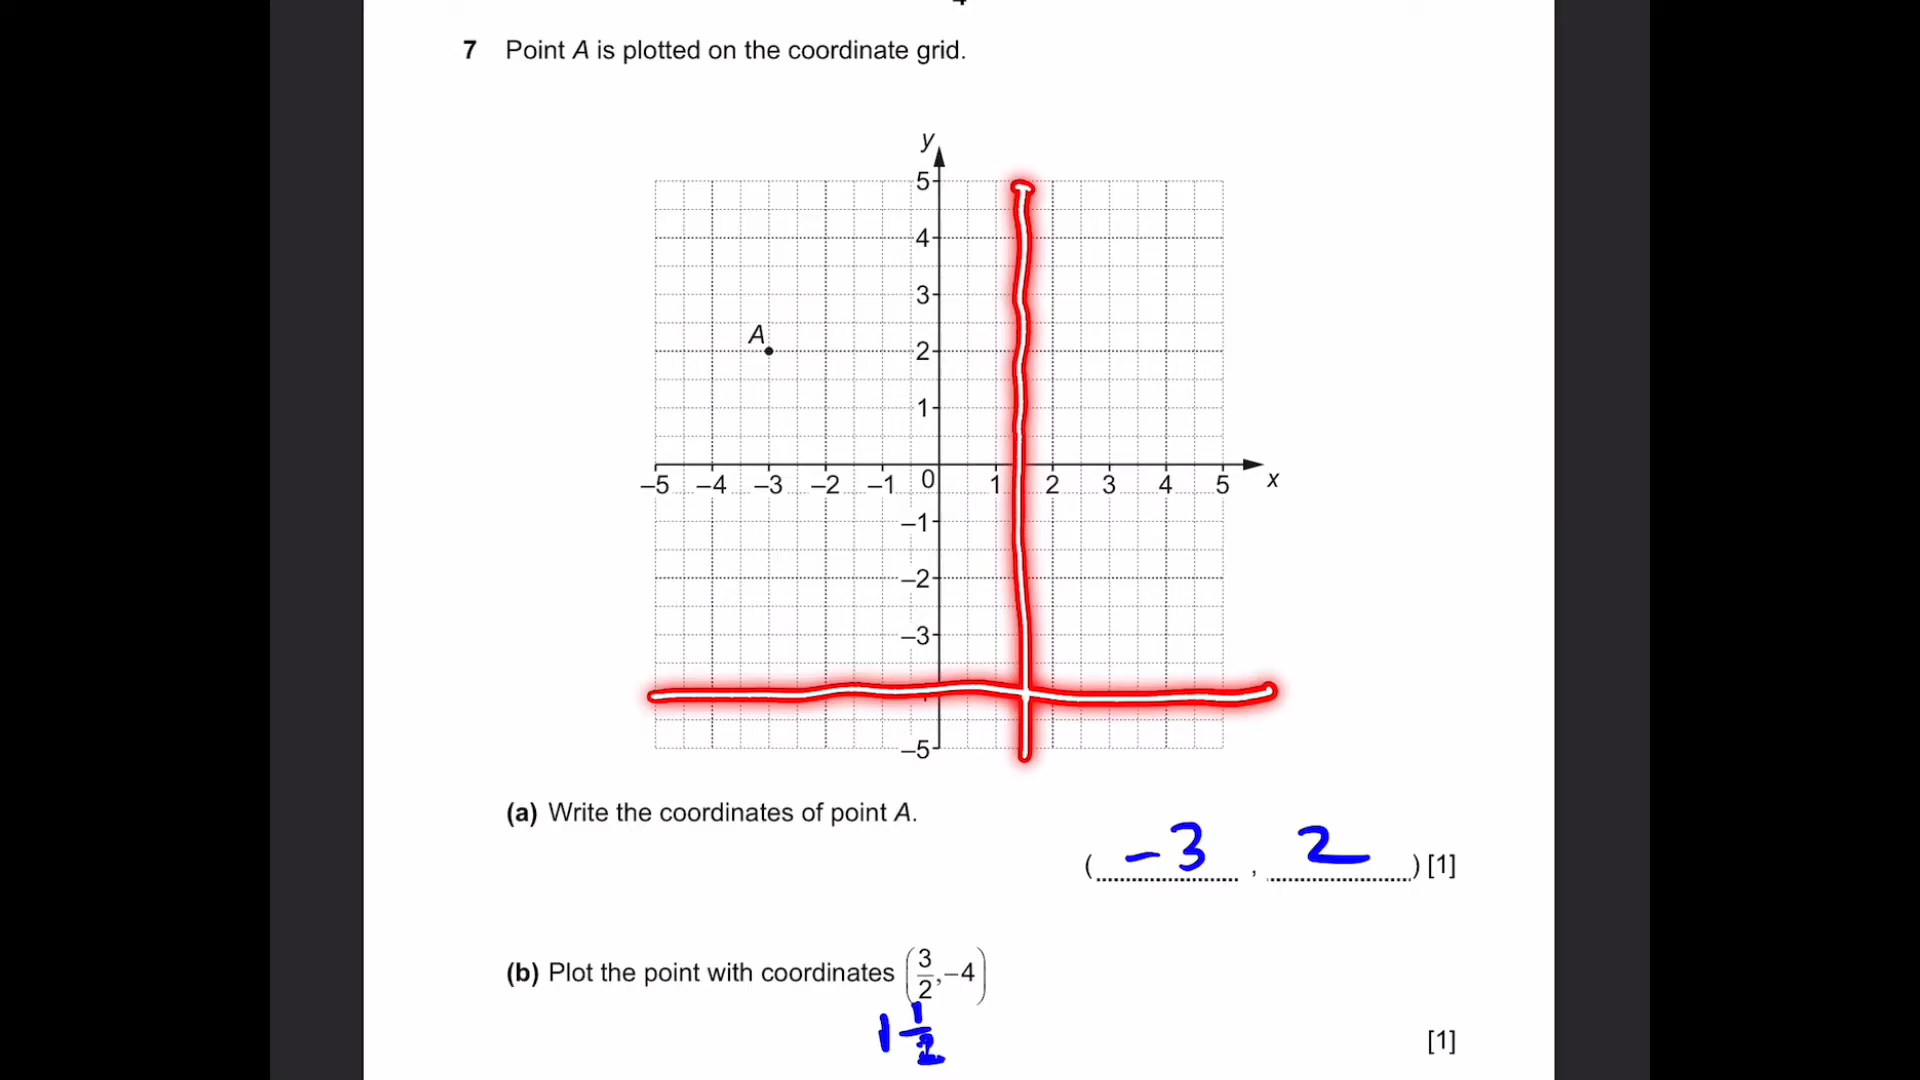 7 Point A is plotted on the coordinate grid.
y
5
4
3
A
2
1
–5 –4 –3 –2 –1 0 1 2 3 4 5 x
–1
–2
–3
–5
(a) Write the coordinates of point A.
( -3 , 2 ) [1]
(b) Plot the point with coordinates (3/2, –4)
1 1/2
[1]